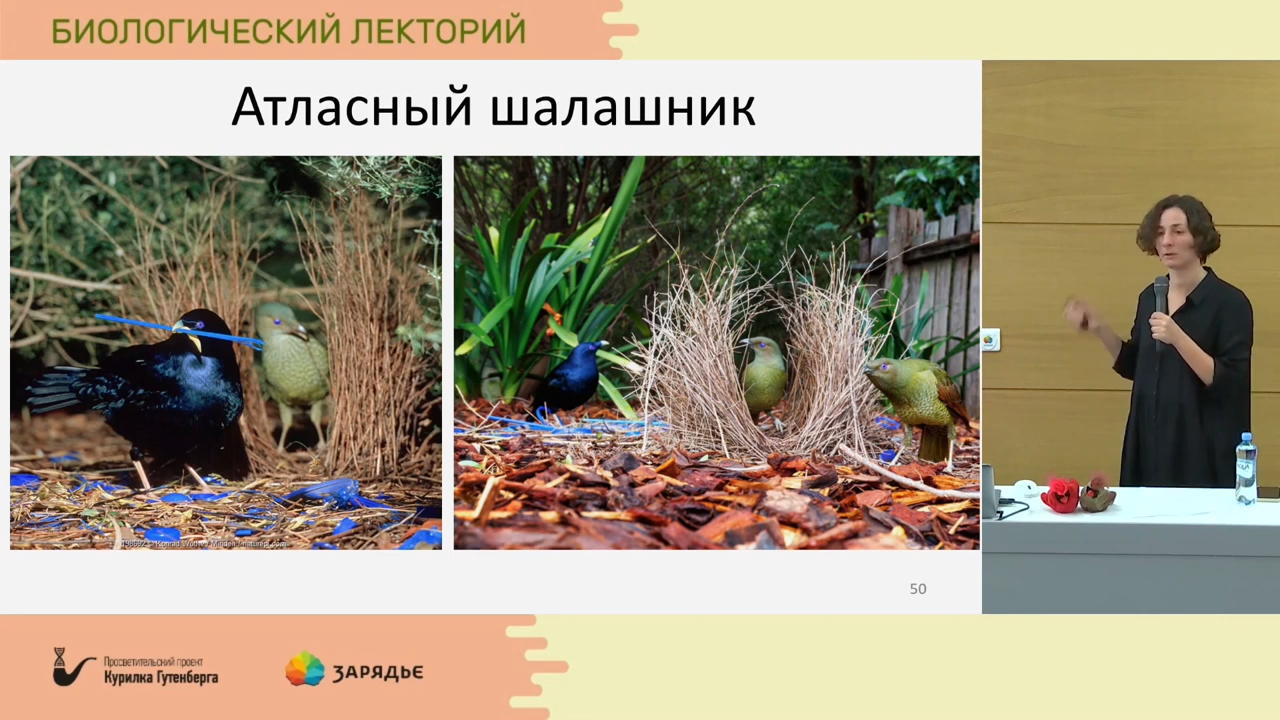 БИОЛОГИЧЕСКИЙ ЛЕКТОРИЙ
Атласный шалашник
50
Просветительский проект
Курилка Гутенберга
ЗАРЯДЬЕ